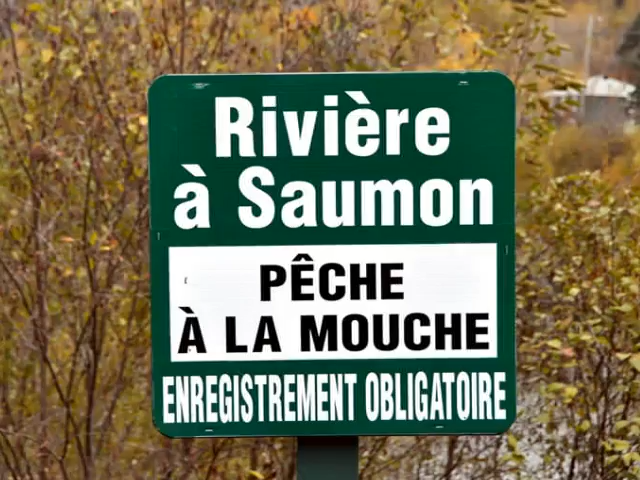 Rivière
à Saumon
PÊCHE
À LA MOUCHE
ENREGISTREMENT OBLIGATOIRE